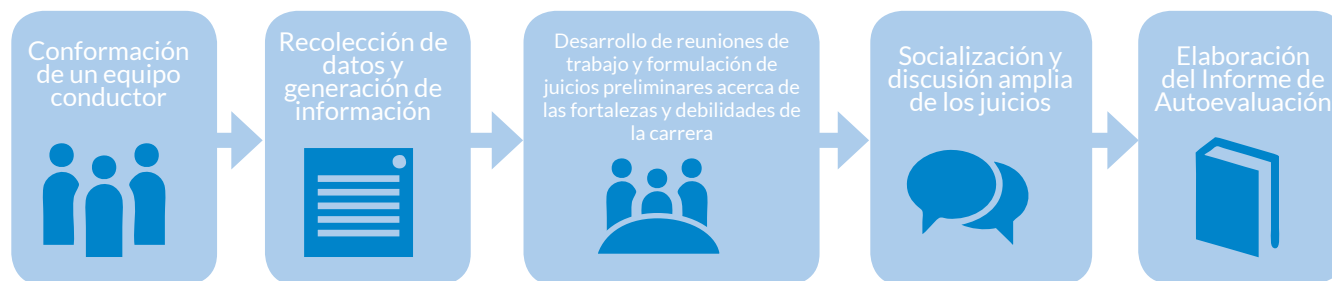 Conformación
de un equipo
conductor
Recolección de
datos y
generación de
información
Desarrollo de reuniones de
trabajo y formulación de
juicios preliminares acerca de
las fortalezas y debilidades de
la carrera
Socialización y
discusión amplia
de los juicios
Elaboración
del Informe de
Autoevaluación